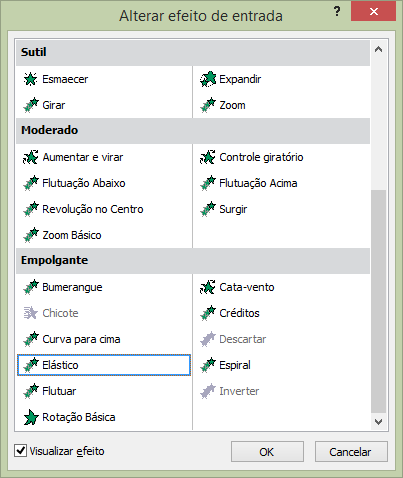 Alterar efeito de entrada ? ×
Sutil
Esmaecer Expandir
Girar Zoom
Moderado
Aumentar e virar Controle giratório
Flutuação Abaixo Flutuação Acima
Revolução no Centro Surgir
Zoom Básico
Empolgante
Bumerangue Cata-vento
Chicote Créditos
Curva para cima Descartar
Elástico Espiral
Flutuar Inverter
Rotação Básica
Visualizar efeito OK Cancelar